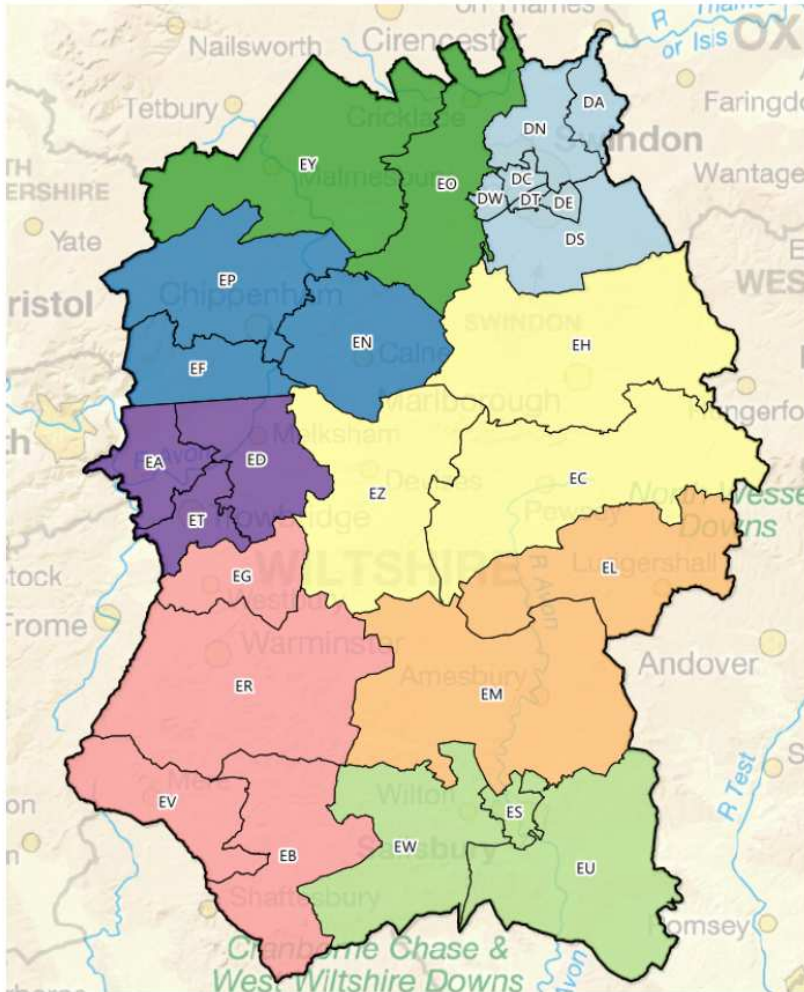 on Thames
R Thames
or Isis
Nailsworth
Cirencester
OX
Tetbury
Cricklade
DA
Faringdo
DN
Swindon
EY
Malmesbury
EO
DC
DW
DT
DE
Wantage
Yate
DS
EP
WES
ristol
Chippenham
SWINDON
EN
EH
EF
Calne
Marlborough
Hungerfo
EA
R Avon
ED
Melksham
EZ
Devizes
EC
North Wesse
Downs
ET
Trowbridge
Pewsey
WILTSHIRE
Ludgershall
EL
EG
Westbury
stock
R Avon
Frome
Warminster
Andover
ER
Amesbury
EM
R Test
EV
Mere
Wilton
ES
EB
EW
Salisbury
EU
Shaftesbury
Romsey
Cranborne Chase &
West Wiltshire Downs
Avon